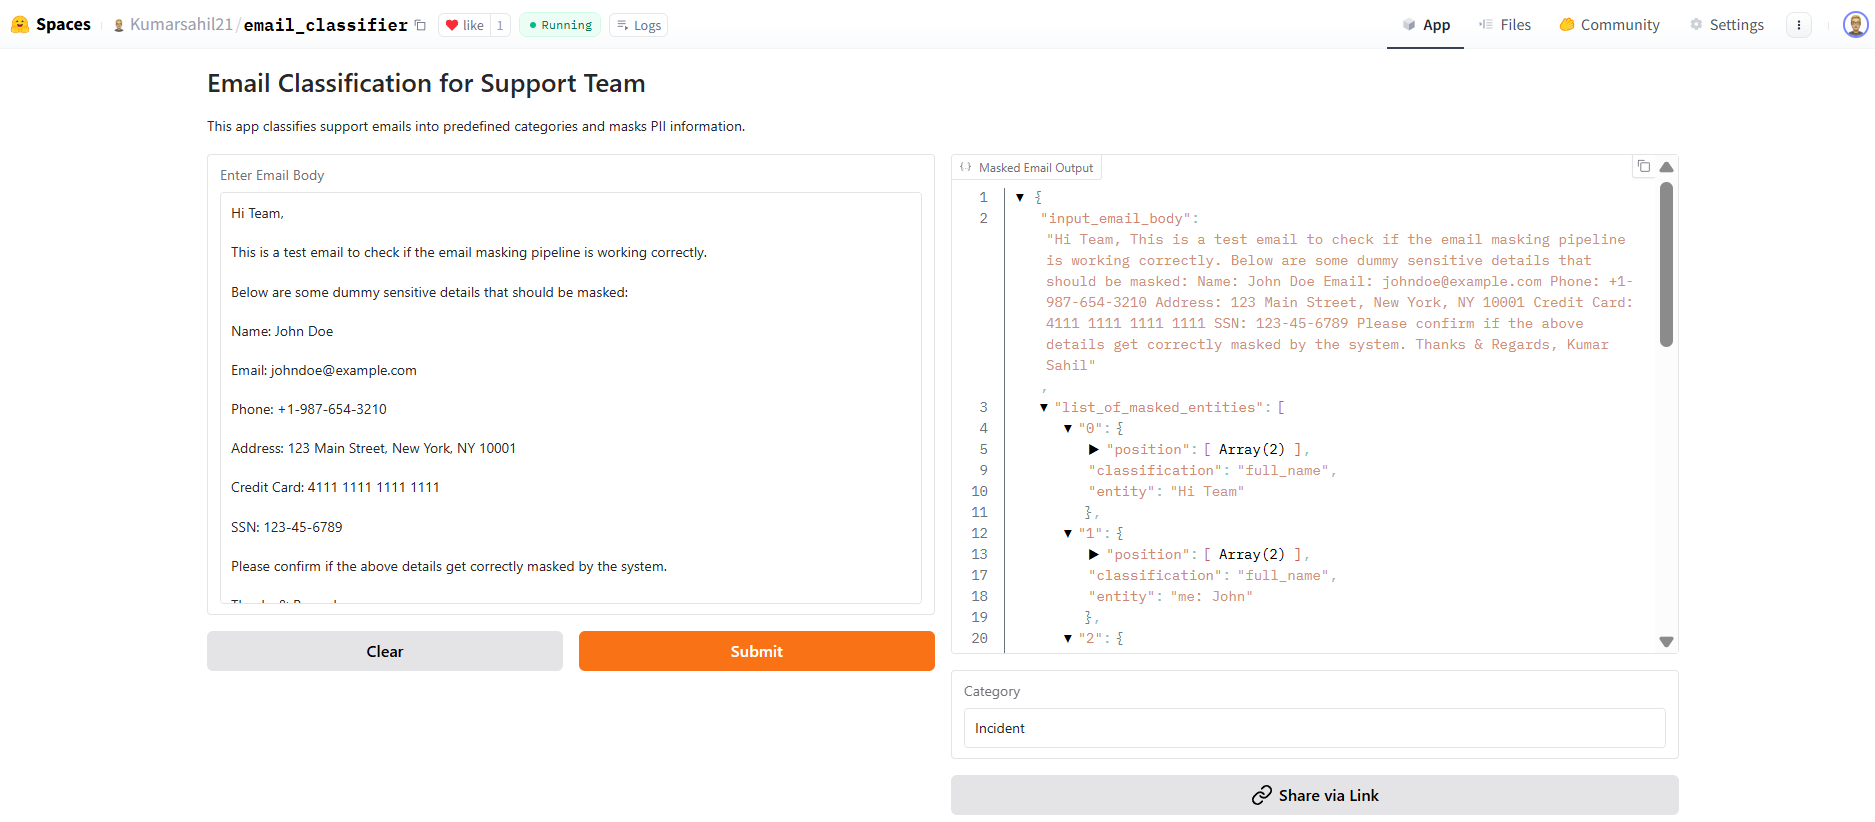 Spaces
Kumarsahil21/email_classifier
like 1
Running
Logs
App
Files
Community
Settings
Email Classification for Support Team
This app classifies support emails into predefined categories and masks PII information.
Enter Email Body
Hi Team,
This is a test email to check if the email masking pipeline is working correctly.
Below are some dummy sensitive details that should be masked:
Name: John Doe
Email: johndoe@example.com
Phone: +1-987-654-3210
Address: 123 Main Street, New York, NY 10001
Credit Card: 4111 1111 1111 1111
SSN: 123-45-6789
Please confirm if the above details get correctly masked by the system.
Clear
Submit
Masked Email Output
1 {
2 "input_email_body":
"Hi Team, This is a test email to check if the email masking pipeline
is working correctly. Below are some dummy sensitive details that
should be masked: Name: John Doe Email: johndoe@example.com Phone: +1-
987-654-3210 Address: 123 Main Street, New York, NY 10001 Credit Card:
4111 1111 1111 1111 SSN: 123-45-6789 Please confirm if the above
details get correctly masked by the system. Thanks & Regards, Kumar
Sahil"
,
3 "list_of_masked_entities": [
4 "0": {
5 "position": [ Array(2) ],
9 "classification": "full_name",
10 "entity": "Hi Team"
11 },
12 "1": {
13 "position": [ Array(2) ],
17 "classification": "full_name",
18 "entity": "me: John"
19 },
20 "2": {
Category
Incident
Share via Link